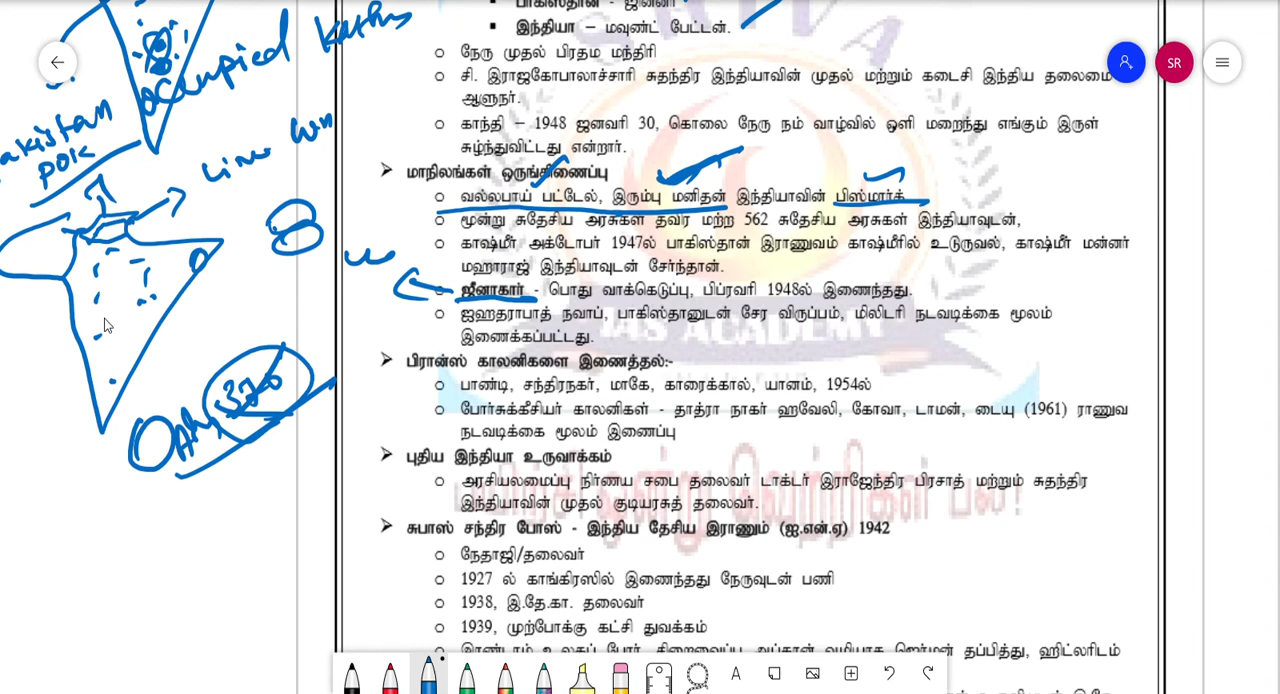 பாகிஸ்தான் - ஜின்னா
இந்தியா – மவுண்ட் பேட்டன்.
நேரு முதல் பிரதம மந்திரி
சி. இராஜகோபாலாச்சாரி சுதந்திர இந்தியாவின் முதல் மற்றும் கடைசி இந்திய தலைமை
ஆளுநர்.
காந்தி – 1948 ஜனவரி 30, கொலை நேரு நம் வாழ்வில் ஒளி மறைந்து எங்கும் இருள்
சுழ்ந்துவிட்டது என்றார்.
மாநிலங்கள் ஒருங்கிணைப்பு
வல்லபாய் பட்டேல், இரும்பு மனிதன் இந்தியாவின் பிஸ்மார்க்
மூன்று சுதேசிய அரசுகள் தவிர மற்ற 562 சுதேசிய அரசுகள் இந்தியாவுடன்,
காஷ்மீர் அக்டோபர் 1947ல் பாகிஸ்தான் இராணுவம் காஷ்மீரில் உடுருவல், காஷ்மீர் மன்னர்
மஹாராஜ் இந்தியாவுடன் சேர்ந்தான்.
ஜீனாகார் - பொது வாக்கெடுப்பு, பிப்ரவரி 1948ல் இணைந்தது.
ஐஹதராபாத் நவாப், பாகிஸ்தானுடன் சேர விருப்பம், மிலிடரி நடவடிக்கை மூலம்
இணைக்கப்பட்டது.
பிரான்ஸ் காலனிகளை இணைத்தல்:-
பாண்டி, சந்திரநகர், மாகே, காரைக்கால், யானம், 1954ல்
போர்சுக்கீசியர் காலனிகள் - தாத்ரா நாகர் ஹவேலி, கோவா, டாமன், டையு (1961) ராணுவ
நடவடிக்கை மூலம் இணைப்பு
புதிய இந்தியா உருவாக்கம்
அரசியலமைப்பு நிர்ணய சபை தலைவர் டாக்டர் இராஜேந்திர பிரசாத் மற்றும் சுதந்திர
இந்தியாவின் முதல் குடியரசுத் தலைவர்.
சுபாஸ் சந்திர போஸ் - இந்திய தேசிய இராணும் (ஐ.என்.ஏ) 1942
நேதாஜி/தலைவர்
1927 ல் காங்கிரஸில் இணைந்தது நேருவுடன் பணி
1938, இ.தே.கா. தலைவர்
1939, முற்போக்கு கட்சி துவக்கம்
occupied
POK
Line
370
SR
IAS ACADEMY
A